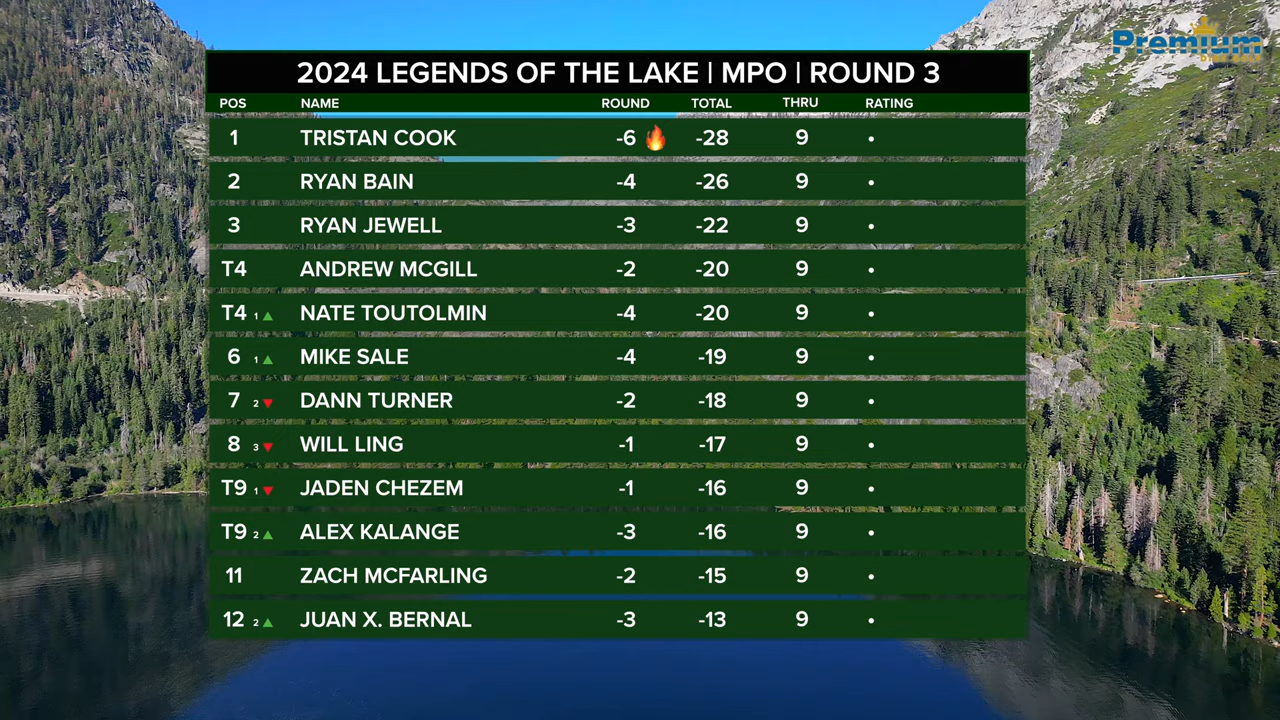 Premium
DISC GOLF
2024 LEGENDS OF THE LAKE | MPO | ROUND 3
POS NAME ROUND TOTAL THRU RATING
1 TRISTAN COOK -6 🔥 -28 9 •
2 RYAN BAIN -4 -26 9 •
3 RYAN JEWELL -3 -22 9 •
T4 ANDREW MCGILL -2 -20 9 •
T4 1 ▲ NATE TOUTOLMIN -4 -20 9 •
6 1 ▲ MIKE SALE -4 -19 9 •
7 2 ▼ DANN TURNER -2 -18 9 •
8 3 ▼ WILL LING -1 -17 9 •
T9 1 ▼ JADEN CHEZEM -1 -16 9 •
T9 2 ▲ ALEX KALANGE -3 -16 9 •
11 ZACH MCFARLING -2 -15 9 •
12 2 ▲ JUAN X. BERNAL -3 -13 9 •